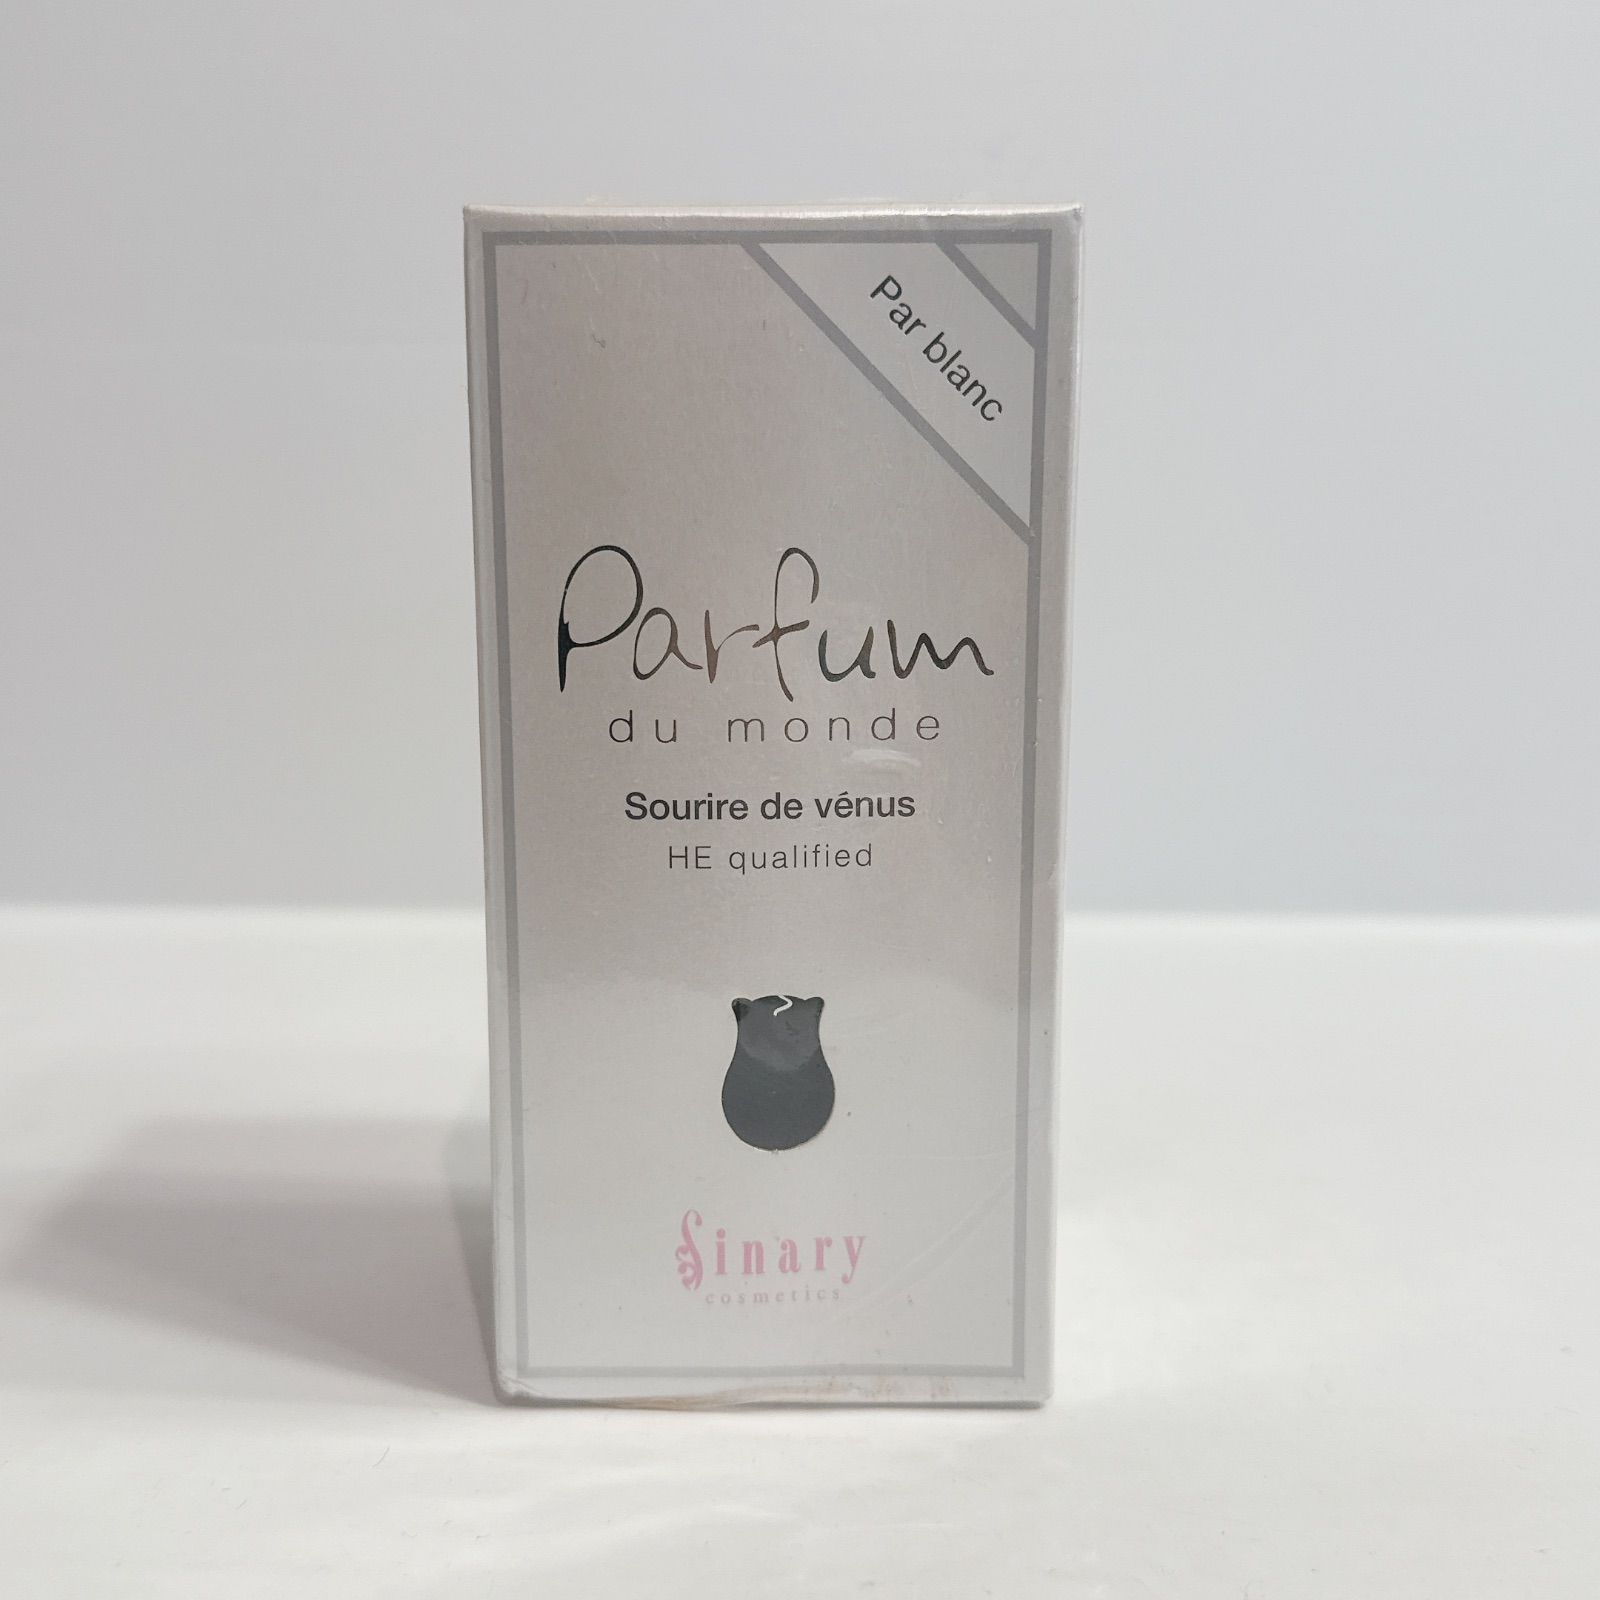 Par blanc
Parfum
du monde
Sourire de vénus
HE qualified
Sinary
cosmetics